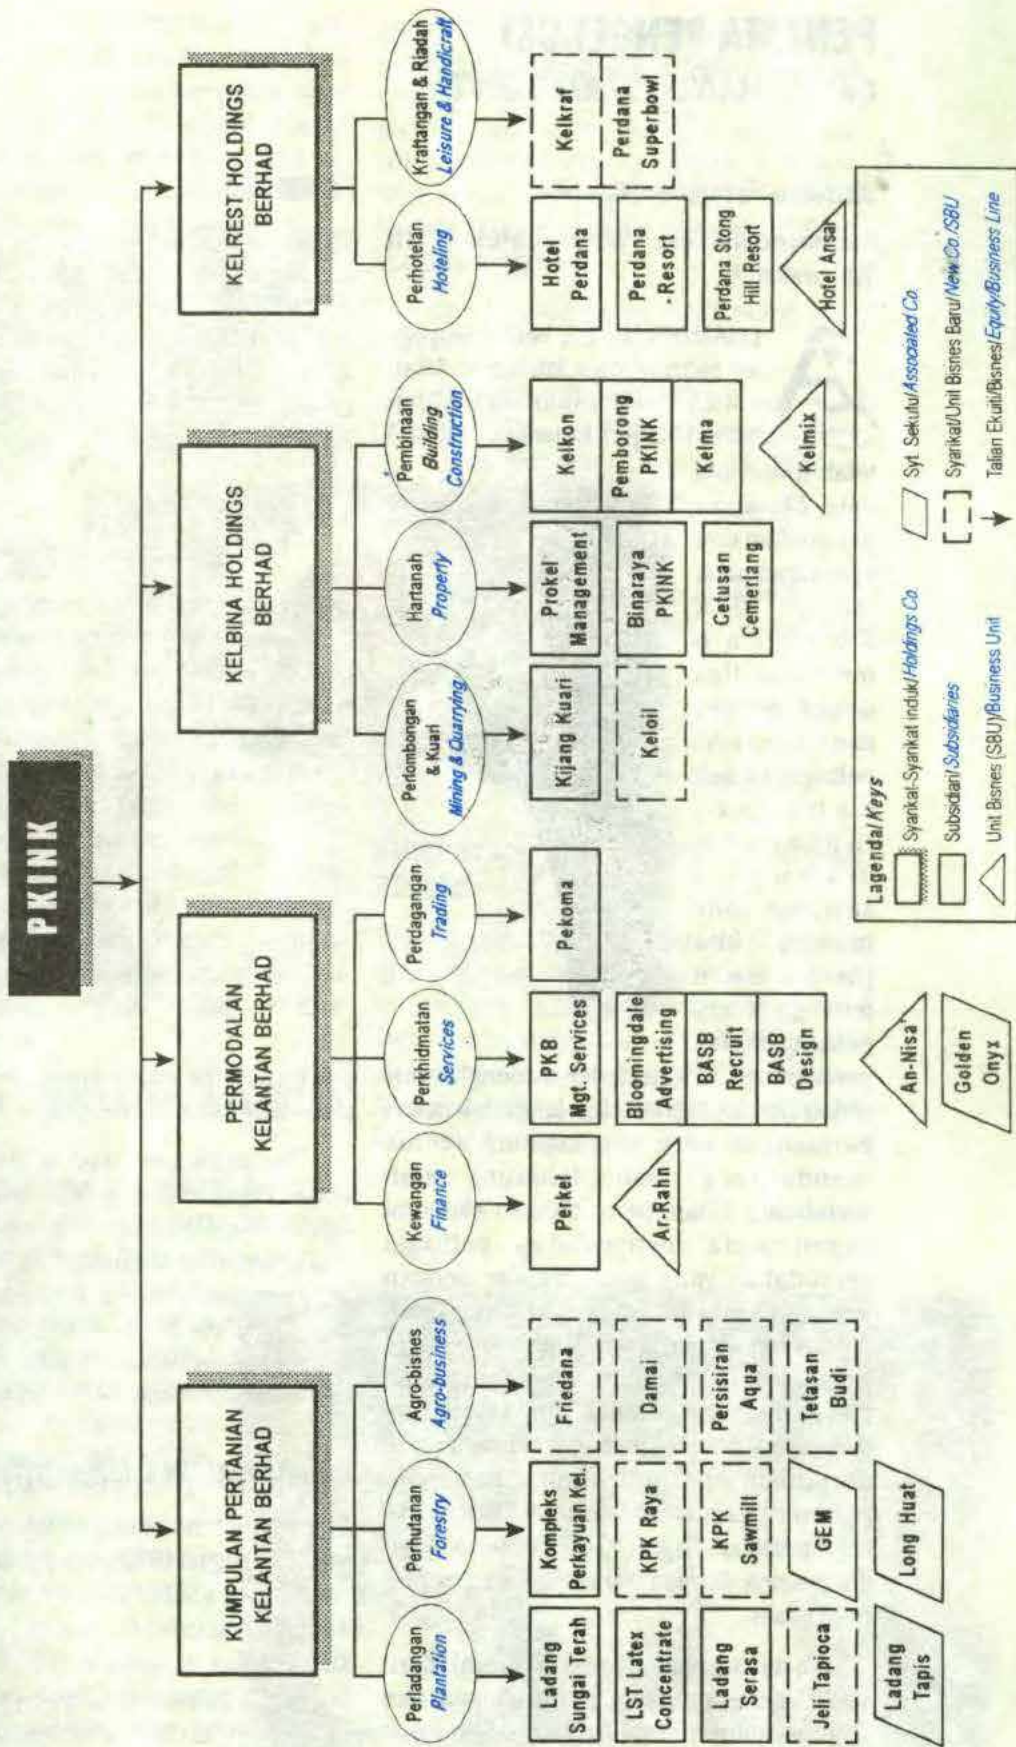 PKINK
KUMPULAN PERTANIAN
KELANTAN BERHAD
PERMODALAN
KELANTAN BERHAD
KELBINA HOLDINGS
BERHAD
KELREST HOLDINGS
BERHAD
Perladangan
Plantation
Perhutanan
Forestry
Agro-bisnes
Agro-business
Kewangan
Finance
Perkhidmatan
Services
Perdagangan
Trading
Perlombongan
& Kuari
Mining & Quarrying
Hartanah
Property
Pembinaan
Building
Construction
Perhotelan
Hoteling
Kraftangan & Riadah
Leisure & Handicraft
Ladang
Sungai Terah
LST Latex
Concentrate
Ladang
Serasa
Jeli Tapioca
Ladang
Tapis
Kompleks
Perkayuan Kel.
KPK Raya
KPK
Sawmill
GEM
Long Huat
Friedana
Damai
Persisiran
Aqua
Tetasan
Budi
Perkel
Ar-Rahn
PKB
Mgt. Services
Bloomingdale
Advertising
BASB
Recruit
BASB
Design
An-Nisa'
Golden
Onyx
Pekoma
Kijang Kuari
Keloil
Prokel
Management
Binaraya
PKINK
Cetusan
Cemerlang
Kelkon
Pemborong
PKINK
Kelma
Kelmix
Hotel
Perdana
Perdana
- Resort
Perdana Stong
Hill Resort
Hotel Ansar
Kelkraf
Perdana
Superbowl
Lagenda/Keys
Syarikat-Syarikat induk/Holdings Co.
Subsidiari/Subsidiaries
Unit Bisnes (SBU)/Business Unit
Syt. Sekutu/Associated Co.
Syarikat/Unit Bisnes Baru/New Co./SBU
Talian Ekuiti/Bisnes/Equity/Business Line